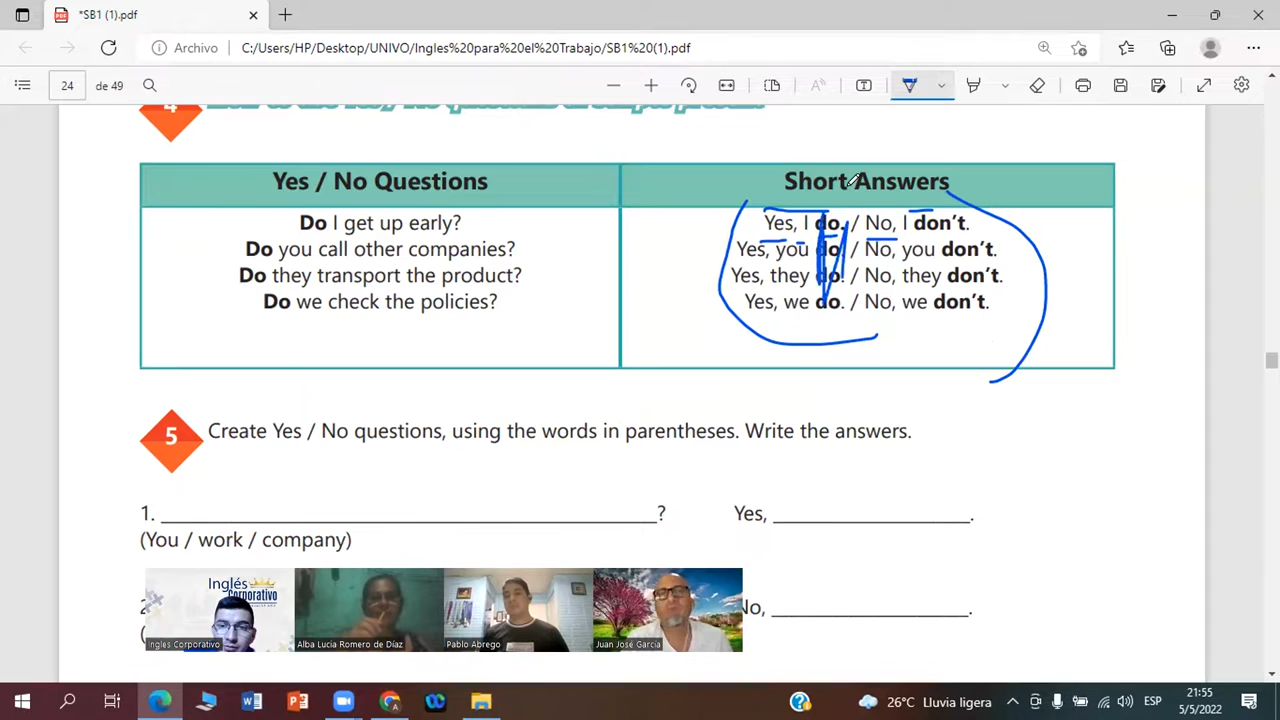 *SB1 (1).pdf
Archivo
C:/Users/HP/Desktop/UNIVO/Ingles%20para%20el%20Trabajo/SB1%20(1).pdf
24
de 49
4
Yes / No Questions
Short Answers
Do I get up early?
Yes, I do. / No, I don't.
Do you call other companies?
Yes, you do. / No, you don't.
Do they transport the product?
Yes, they do. / No, they don't.
Do we check the policies?
Yes, we do. / No, we don't.
5
Create Yes / No questions, using the words in parentheses. Write the answers.
1. ______________________________?
Yes, __________________.
(You / work / company)
No, __________________.
Inglés
Corporativo
Ingles Corporativo
Alba Lucia Romero de Díaz
Pablo Abrego
Juan José García
26°C Lluvia ligera
ESP
21:55
5/5/2022